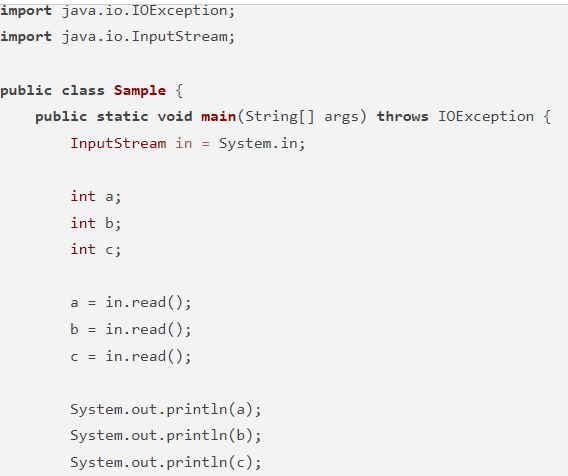 import java.io.IOException;
import java.io.InputStream;
public class Sample {
public static void main(String[] args) throws IOException {
InputStream in = System.in;
int a;
int b;
int c;
a = in.read();
b = in.read();
c = in.read();
System.out.println(a);
System.out.println(b);
System.out.println(c);